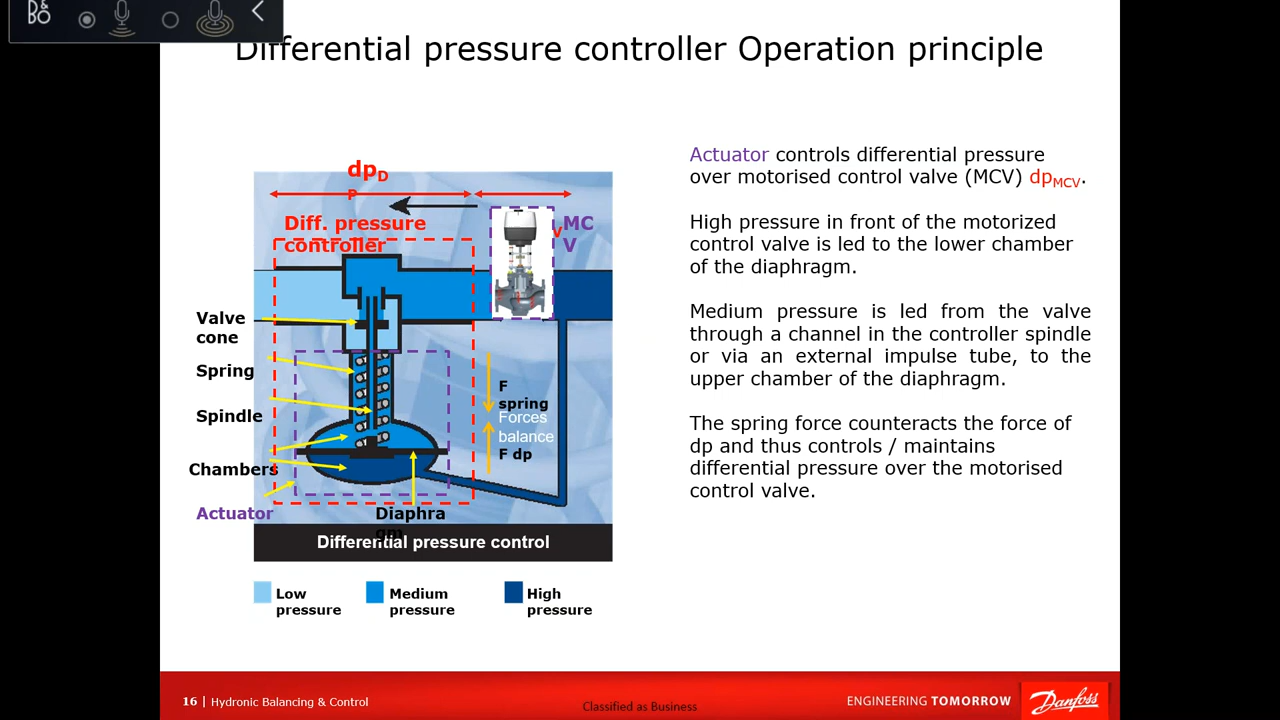 D&DO
Differential pressure controller Operation principle
Actuator controls differential pressure
over motorised control valve (MCV) dpMCV.
High pressure in front of the motorized
control valve is led to the lower chamber
of the diaphragm.
Medium pressure is led from the valve
through a channel in the controller spindle
or via an external impulse tube, to the
upper chamber of the diaphragm.
The spring force counteracts the force of
dp and thus controls / maintains
differential pressure over the motorised
control valve.
dpD
P
Diff. pressure
controller
V
MC
V
Valve
cone
Spring
Spindle
Chambers
Actuator
F
spring
Forces
balance
F dp
Diaphra
gm
Differential pressure control
Low
pressure
Medium
pressure
High
pressure
16 | Hydronic Balancing & Control
Classified as Business
ENGINEERING TOMORROW
Danfoss